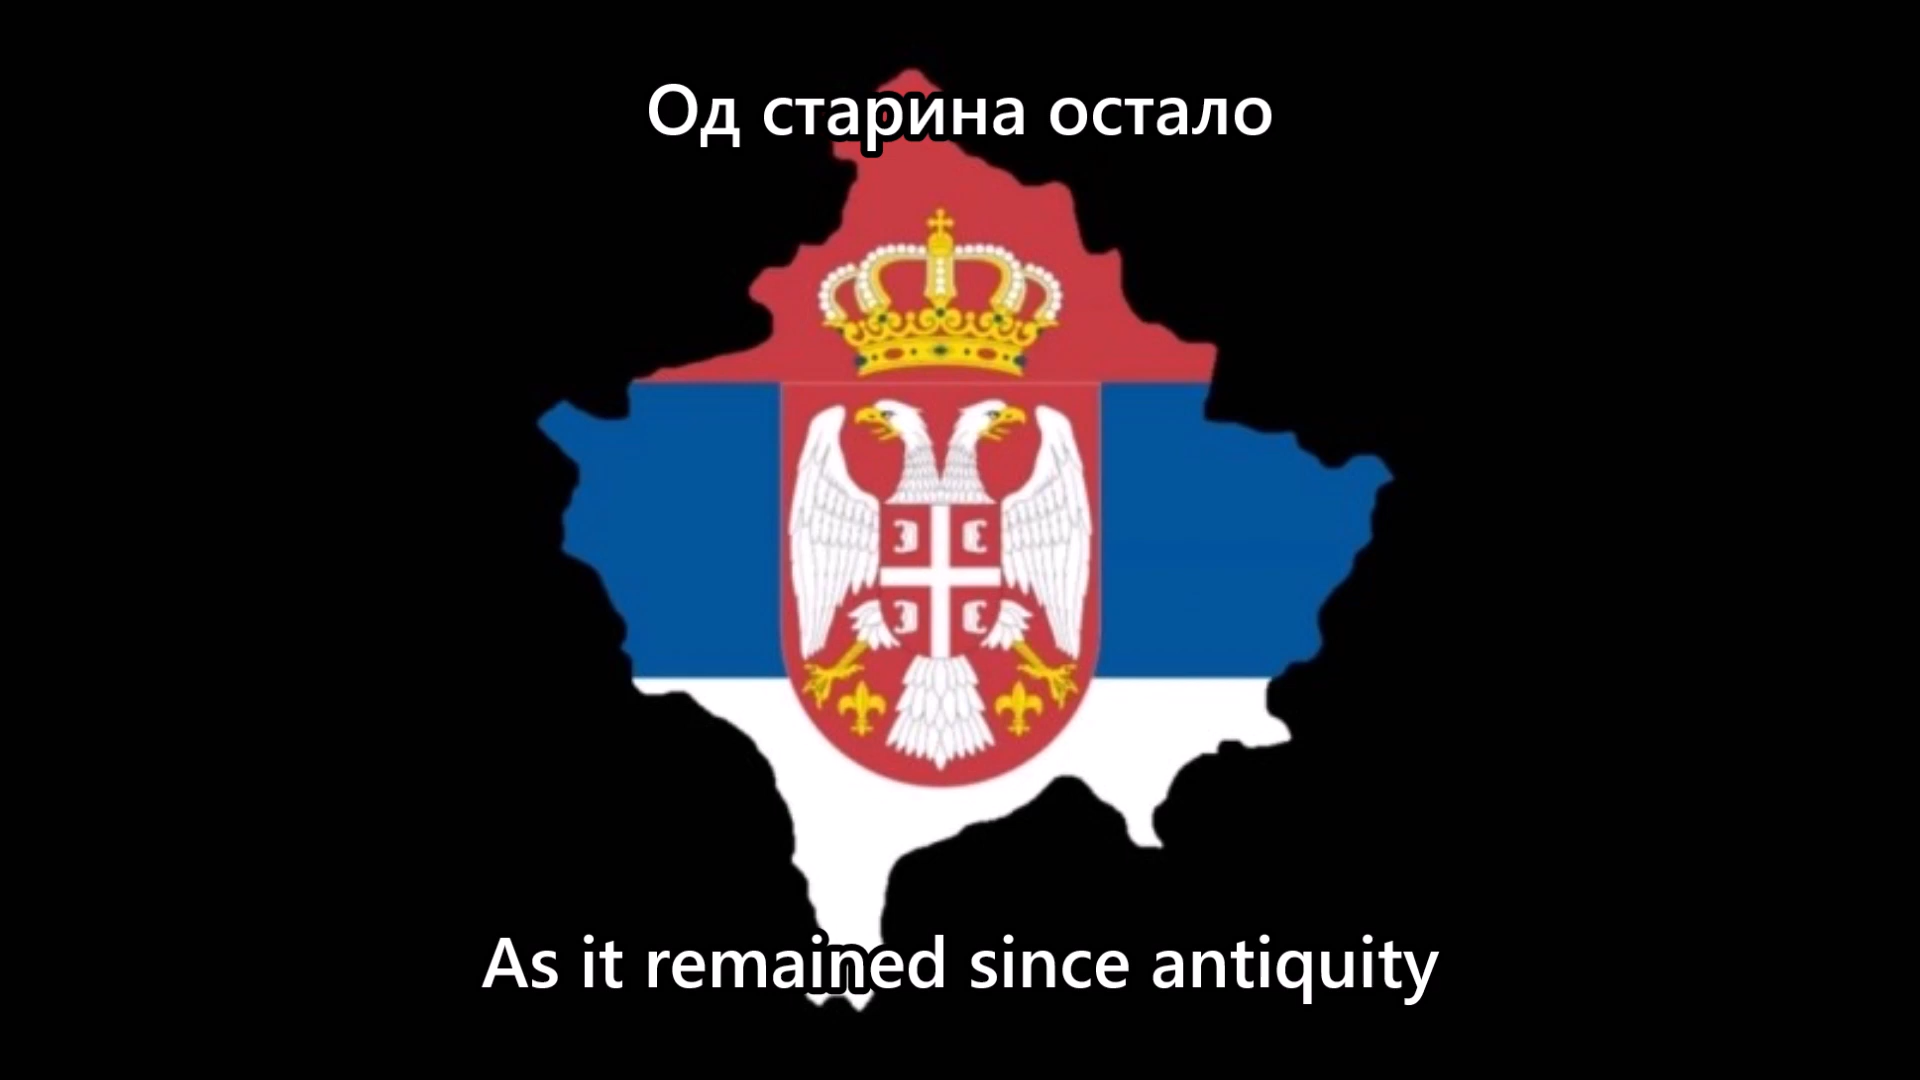 Од старина остало
As it remained since antiquity